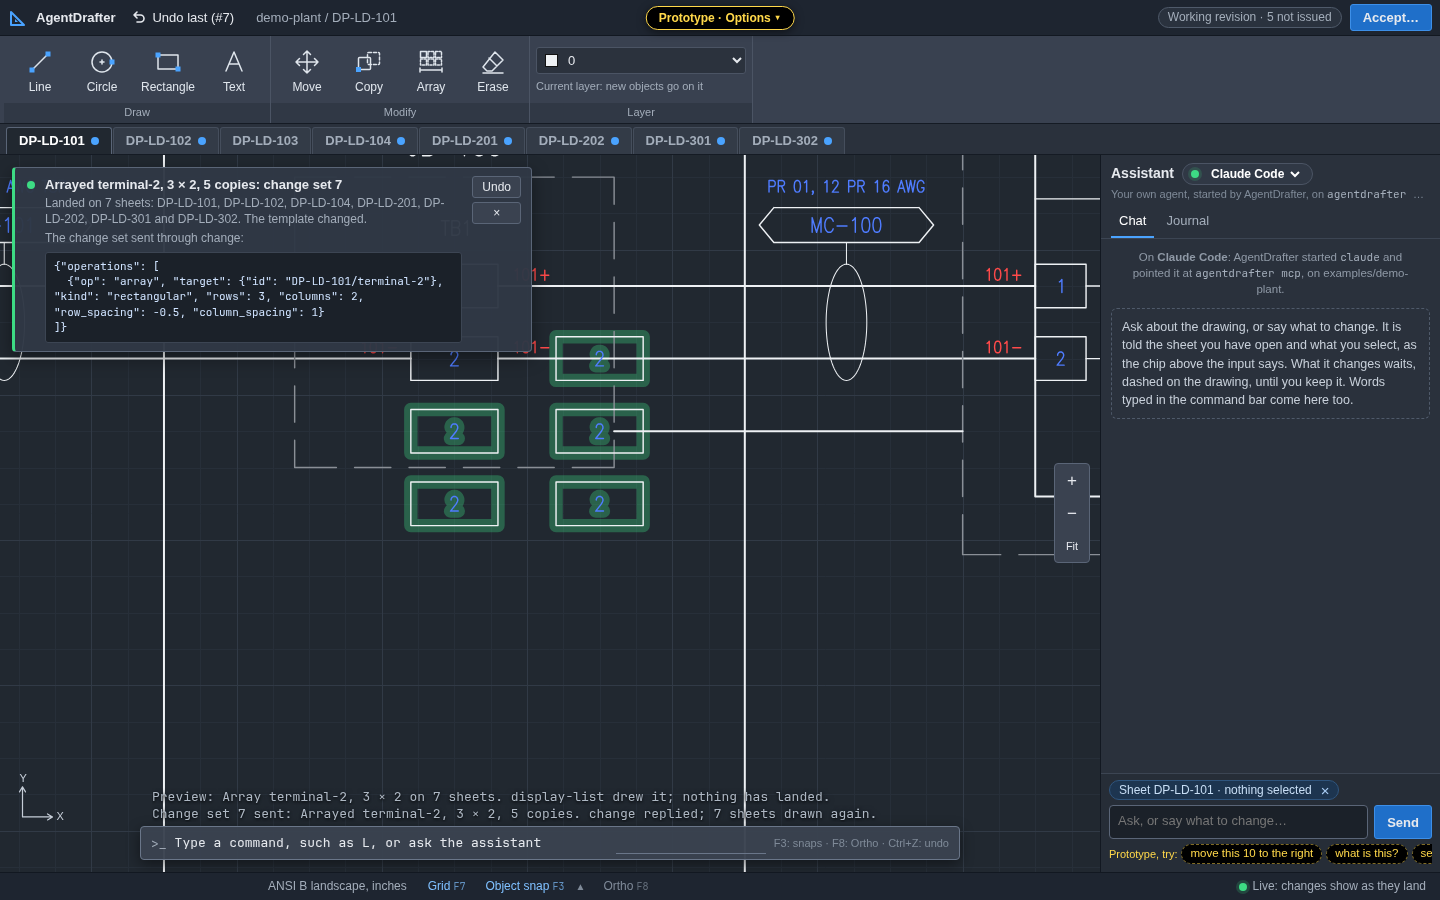 AgentDrafter
Undo last (#7)
demo-plant / DP-LD-101
Prototype · Options ▾
Working revision · 5 not issued
Accept…
Line
Circle
Rectangle
Text
Draw
Move
Copy
Array
Erase
Modify
0
Current layer: new objects go on it
Layer
DP-LD-101
DP-LD-102
DP-LD-103
DP-LD-104
DP-LD-201
DP-LD-202
DP-LD-301
DP-LD-302
Arrayed terminal-2, 3 × 2, 5 copies: change set 7
Landed on 7 sheets: DP-LD-101, DP-LD-102, DP-LD-104, DP-LD-201, DP-
LD-202, DP-LD-301 and DP-LD-302. The template changed.
The change set sent through change:
{"operations": [
{"op": "array", "target": {"id": "DP-LD-101/terminal-2"},
"kind": "rectangular", "rows": 3, "columns": 2,
"row_spacing": -0.5, "column_spacing": 1}
]}
Undo
×
TB1
PR 01, 12 PR 16 AWG
MC-100
1+
101+
1
1-
101-
2
2
2
2
2
2
2
+
−
Fit
Y
X
Preview: Array terminal-2, 3 × 2 on 7 sheets. display-list drew it; nothing has landed.
Change set 7 sent: Arrayed terminal-2, 3 × 2, 5 copies. change replied; 7 sheets drawn again.
>_ Type a command, such as L, or ask the assistant
F3: snaps · F8: Ortho · Ctrl+Z: undo
Assistant
Claude Code
Your own agent, started by AgentDrafter, on agentdrafter …
Chat
Journal
On Claude Code: AgentDrafter started claude and
pointed it at agentdrafter mcp, on examples/demo-
plant.
Ask about the drawing, or say what to change. It is
told the sheet you have open and what you select, as
the chip above the input says. What it changes waits,
dashed on the drawing, until you keep it. Words
typed in the command bar come here too.
Sheet DP-LD-101 · nothing selected ×
Ask, or say what to change…
Send
Prototype, try:
move this 10 to the right
what is this?
se
ANSI B landscape, inches
Grid F7
Object snap F3
▲
Ortho F8
Live: changes show as they land